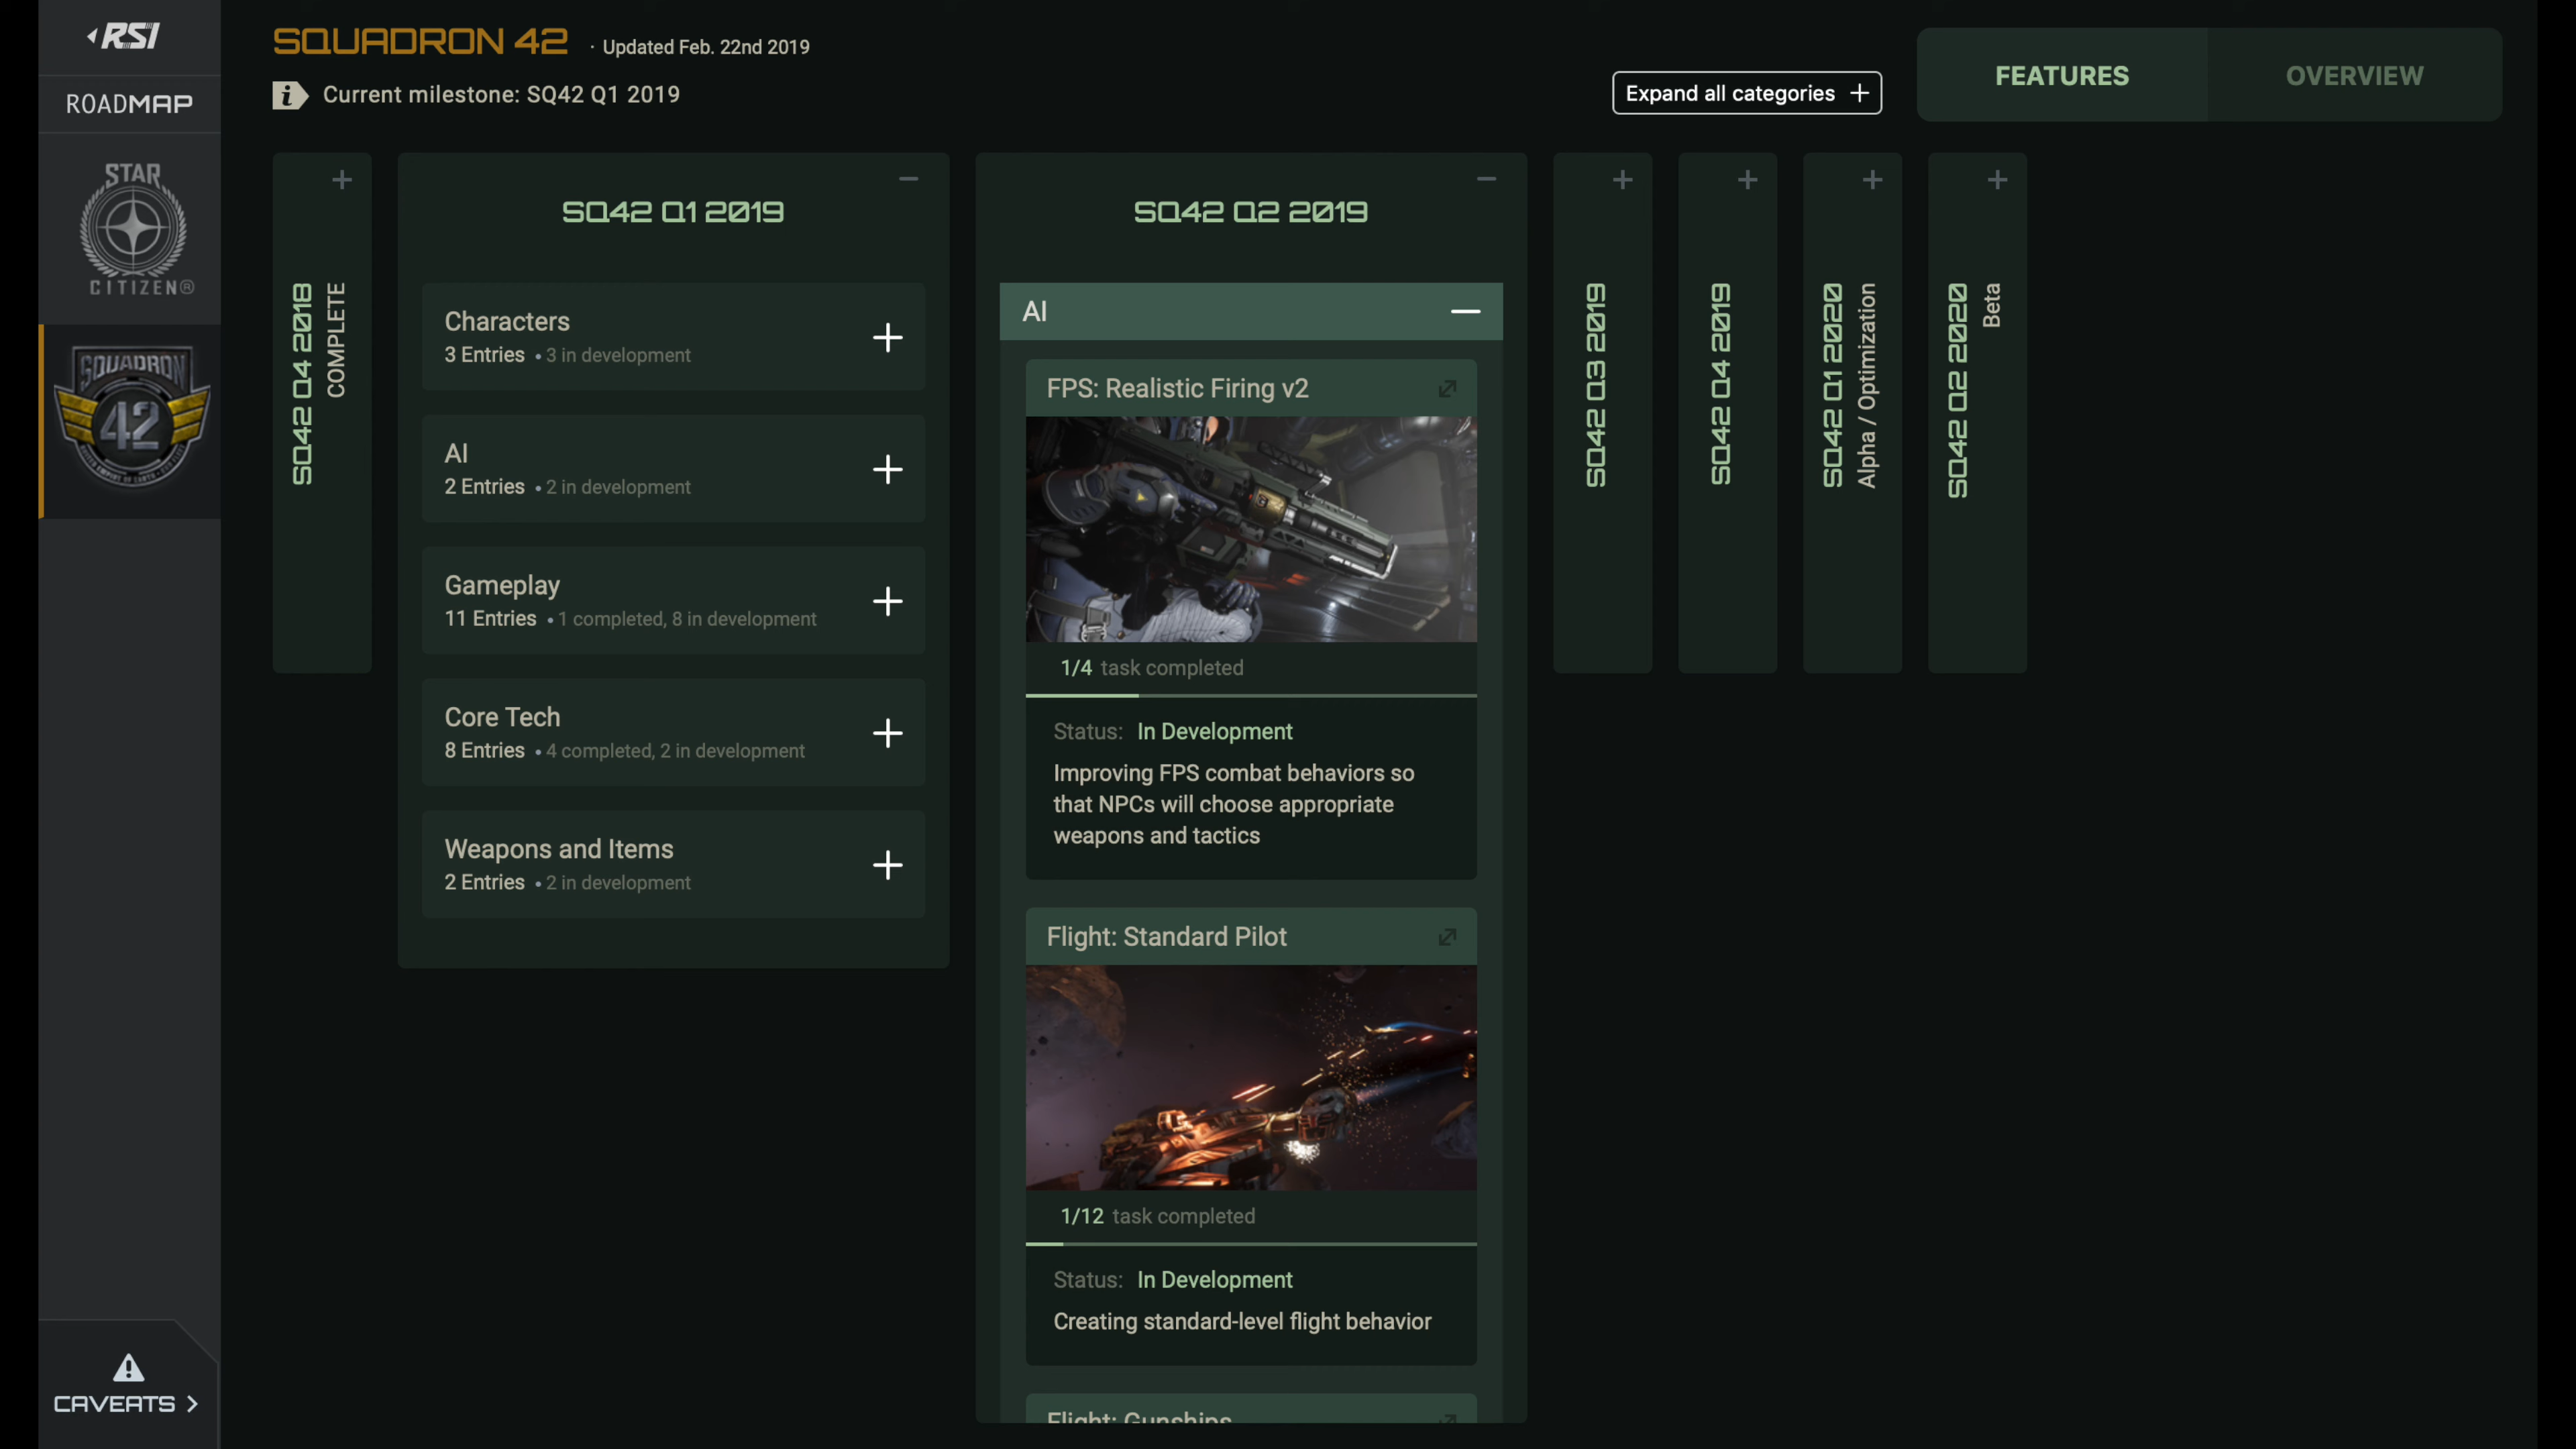 RSI
ROADMAP
STAR
CITIZEN®
SQUADRON
42
CAVEATS
SQUADRON 42 · Updated Feb. 22nd 2019
Current milestone: SQ42 Q1 2019
Expand all categories
FEATURES
OVERVIEW
SQ42 Q4 2018
COMPLETE
SQ42 Q1 2019
Characters
3 Entries • 3 in development
AI
2 Entries • 2 in development
Gameplay
11 Entries • 1 completed, 8 in development
Core Tech
8 Entries • 4 completed, 2 in development
Weapons and Items
2 Entries • 2 in development
SQ42 Q2 2019
AI
FPS: Realistic Firing v2
1/4 task completed
Status: In Development
Improving FPS combat behaviors so
that NPCs will choose appropriate
weapons and tactics
Flight: Standard Pilot
1/12 task completed
Status: In Development
Creating standard-level flight behavior
Flight: Gunships
SQ42 Q3 2019
SQ42 Q4 2019
SQ42 Q1 2020
Alpha / Optimization
SQ42 Q2 2020
Beta